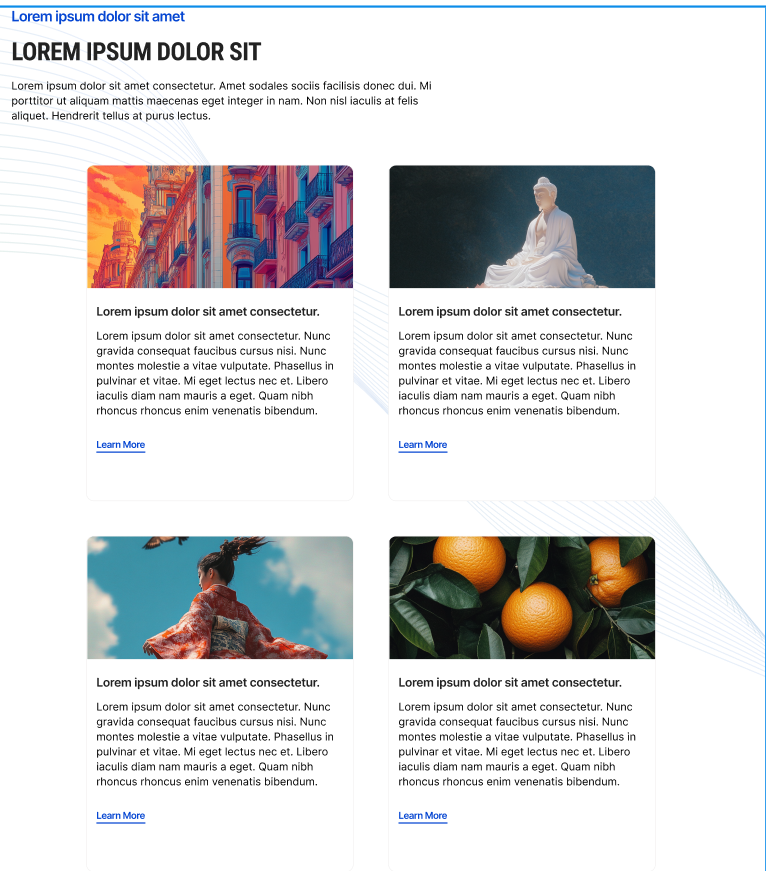 Lorem ipsum dolor sit amet
LOREM IPSUM DOLOR SIT
Lorem ipsum dolor sit amet consectetur. Amet sodales sociis facilisis donec dui. Mi
porttitor ut aliquam mattis maecenas eget integer in nam. Non nisl iaculis at felis
aliquet. Hendrerit tellus at purus lectus.
Lorem ipsum dolor sit amet consectetur.
Lorem ipsum dolor sit amet consectetur. Nunc
gravida consequat faucibus cursus nisi. Nunc
montes molestie a vitae vulputate. Phasellus in
pulvinar et vitae. Mi eget lectus nec et. Libero
iaculis diam nam mauris a eget. Quam nibh
rhoncus rhoncus enim venenatis bibendum.
Learn More
Lorem ipsum dolor sit amet consectetur.
Lorem ipsum dolor sit amet consectetur. Nunc
gravida consequat faucibus cursus nisi. Nunc
montes molestie a vitae vulputate. Phasellus in
pulvinar et vitae. Mi eget lectus nec et. Libero
iaculis diam nam mauris a eget. Quam nibh
rhoncus rhoncus enim venenatis bibendum.
Learn More
Lorem ipsum dolor sit amet consectetur.
Lorem ipsum dolor sit amet consectetur. Nunc
gravida consequat faucibus cursus nisi. Nunc
montes molestie a vitae vulputate. Phasellus in
pulvinar et vitae. Mi eget lectus nec et. Libero
iaculis diam nam mauris a eget. Quam nibh
rhoncus rhoncus enim venenatis bibendum.
Learn More
Lorem ipsum dolor sit amet consectetur.
Lorem ipsum dolor sit amet consectetur. Nunc
gravida consequat faucibus cursus nisi. Nunc
montes molestie a vitae vulputate. Phasellus in
pulvinar et vitae. Mi eget lectus nec et. Libero
iaculis diam nam mauris a eget. Quam nibh
rhoncus rhoncus enim venenatis bibendum.
Learn More